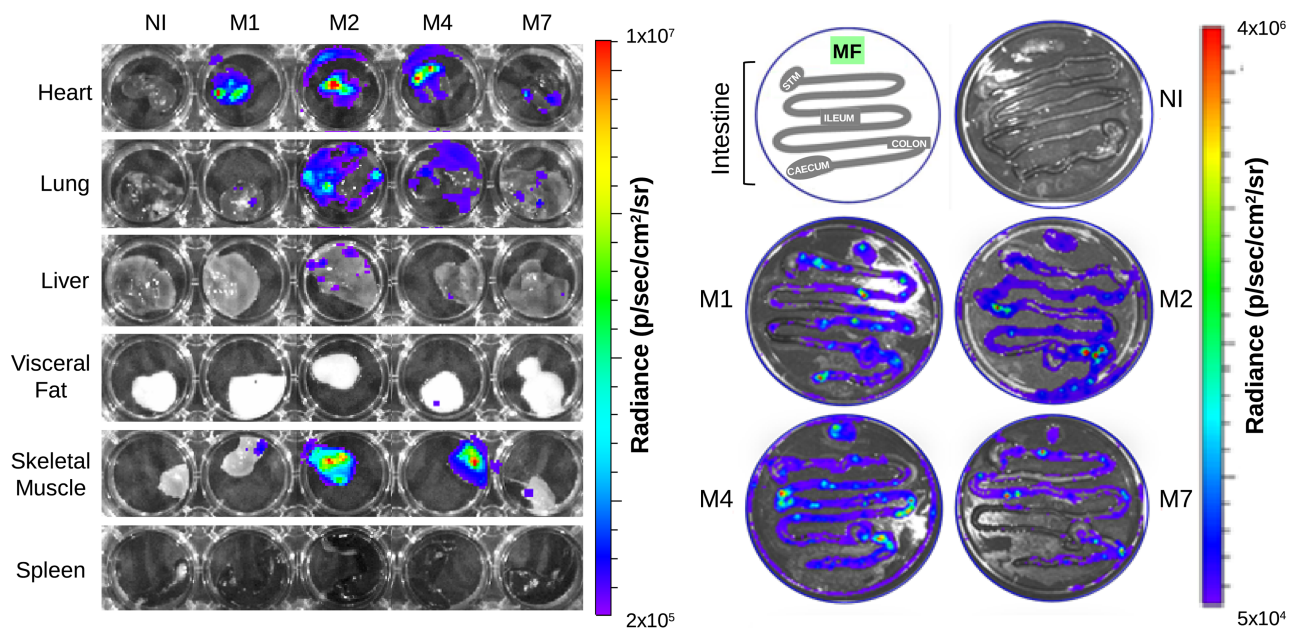 NI M1 M2 M4 M7
Heart
Lung
Liver
Visceral
Fat
Skeletal
Muscle
Spleen
1x10⁷
Radiance (p/sec/cm²/sr)
2x10⁵
Intestine
MF
STM
ILEUM
COLON
CAECUM
NI
M1
M2
M4
M7
4x10⁶
Radiance (p/sec/cm²/sr)
5x10⁴